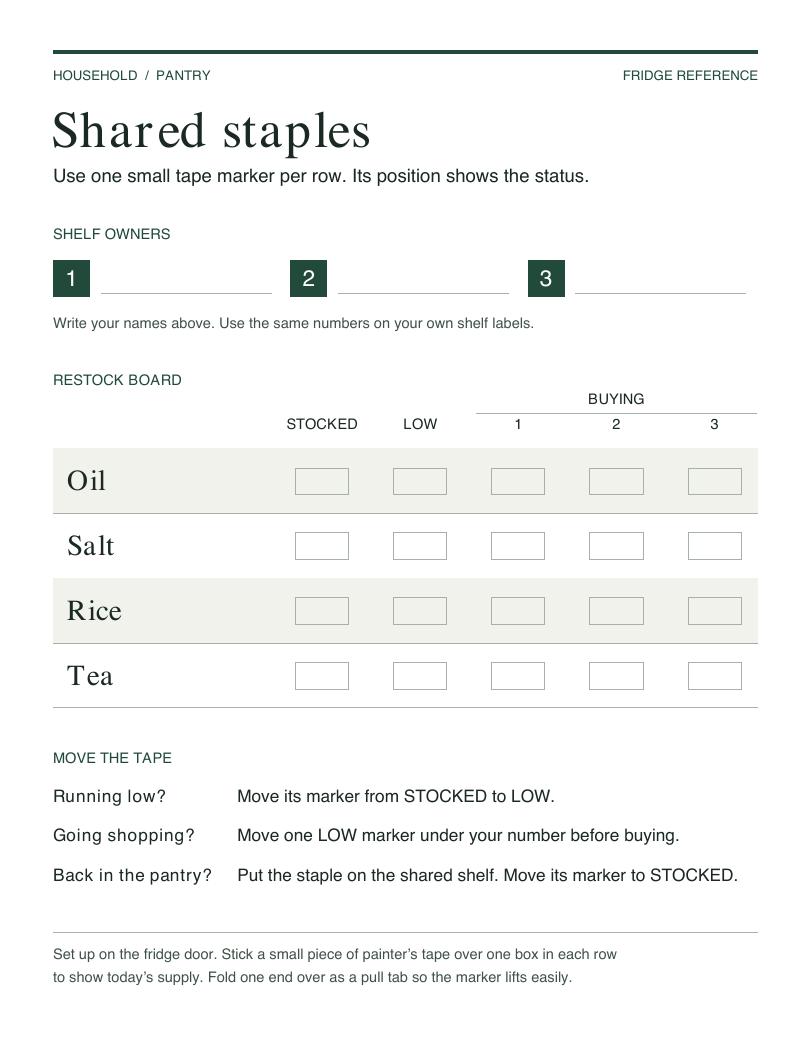 HOUSEHOLD / PANTRY
FRIDGE REFERENCE
Shared staples
Use one small tape marker per row. Its position shows the status.
SHELF OWNERS
1
2
3
Write your names above. Use the same numbers on your own shelf labels.
RESTOCK BOARD
BUYING
STOCKED LOW 1 2 3
Oil
Salt
Rice
Tea
MOVE THE TAPE
Running low? Move its marker from STOCKED to LOW.
Going shopping? Move one LOW marker under your number before buying.
Back in the pantry? Put the staple on the shared shelf. Move its marker to STOCKED.
Set up on the fridge door. Stick a small piece of painter’s tape over one box in each row
to show today’s supply. Fold one end over as a pull tab so the marker lifts easily.